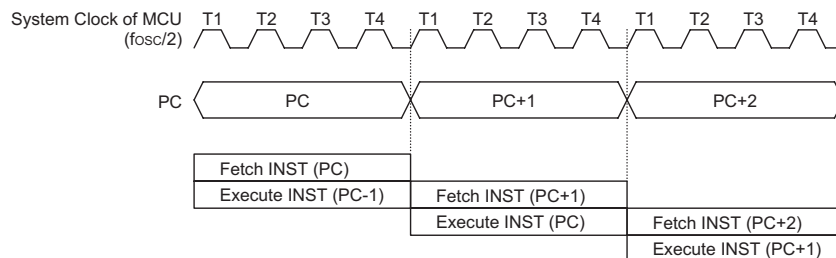 System Clock of MCU T1 T2 T3 T4 T1 T2 T3 T4 T1 T2 T3 T4
(fosc/2)
PC PC PC+1 PC+2
Fetch INST (PC)
Execute INST (PC-1) Fetch INST (PC+1)
Execute INST (PC) Fetch INST (PC+2)
Execute INST (PC+1)